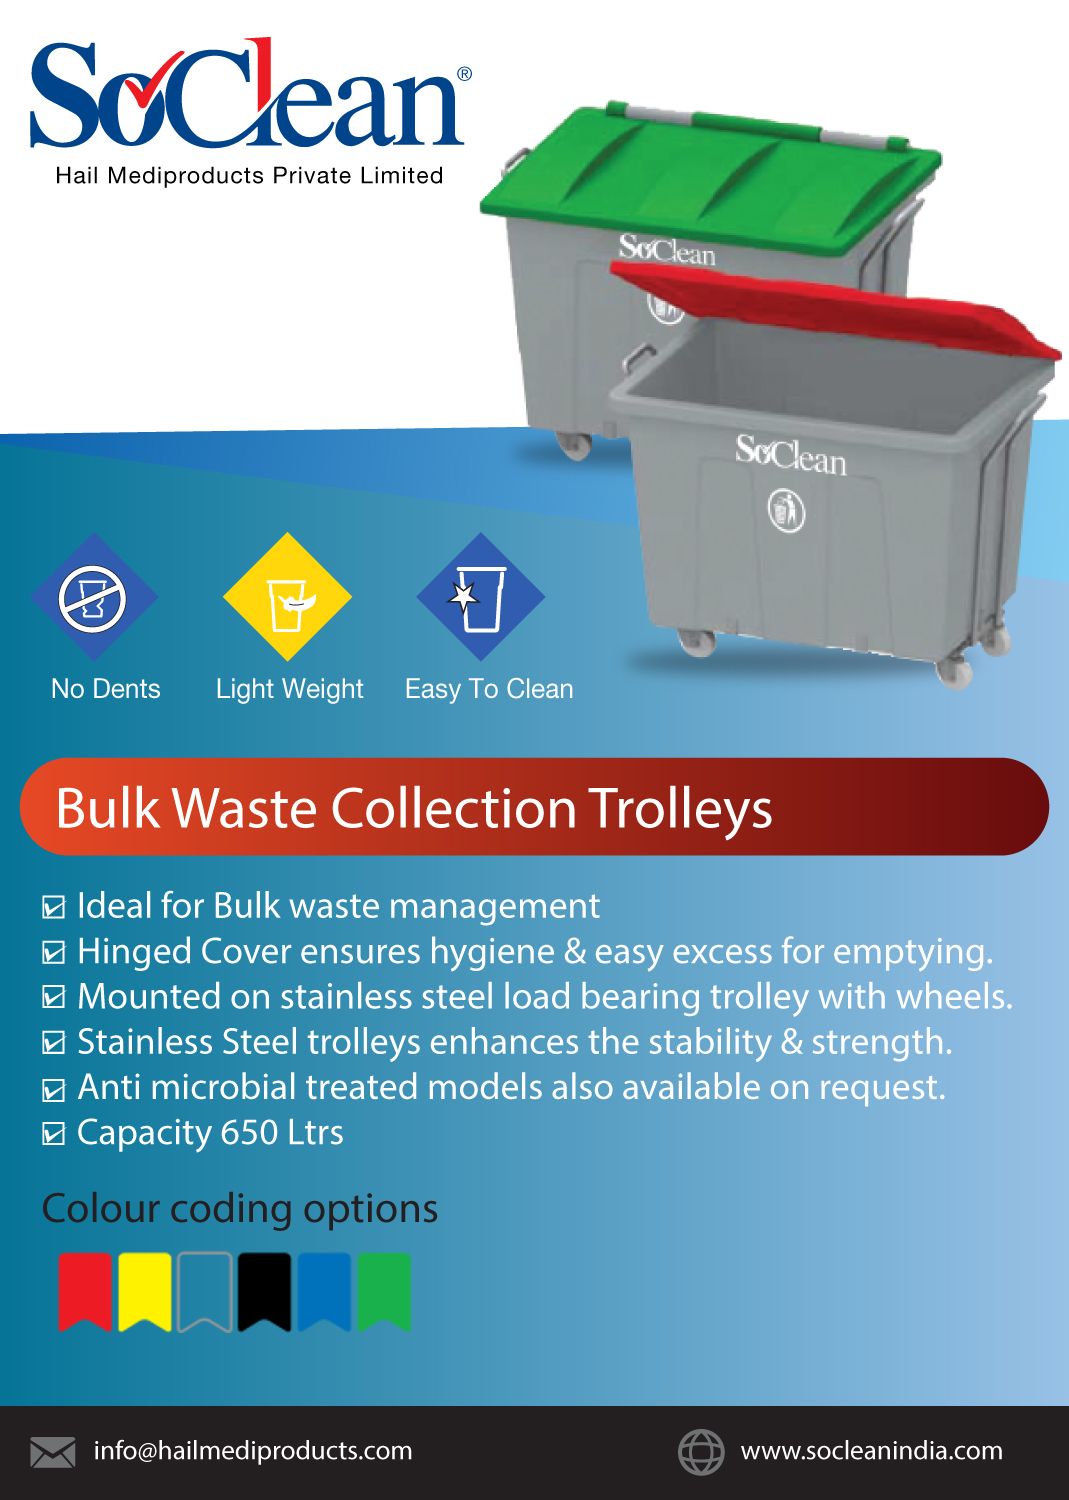 SoClean®
Hail Mediproducts Private Limited
SoClean
SoClean
No Dents
Light Weight
Easy To Clean
Bulk Waste Collection Trolleys
Ideal for Bulk waste management
Hinged Cover ensures hygiene & easy excess for emptying.
Mounted on stainless steel load bearing trolley with wheels.
Stainless Steel trolleys enhances the stability & strength.
Anti microbial treated models also available on request.
Capacity 650 Ltrs
Colour coding options
info@hailmediproducts.com
www.socleanindia.com